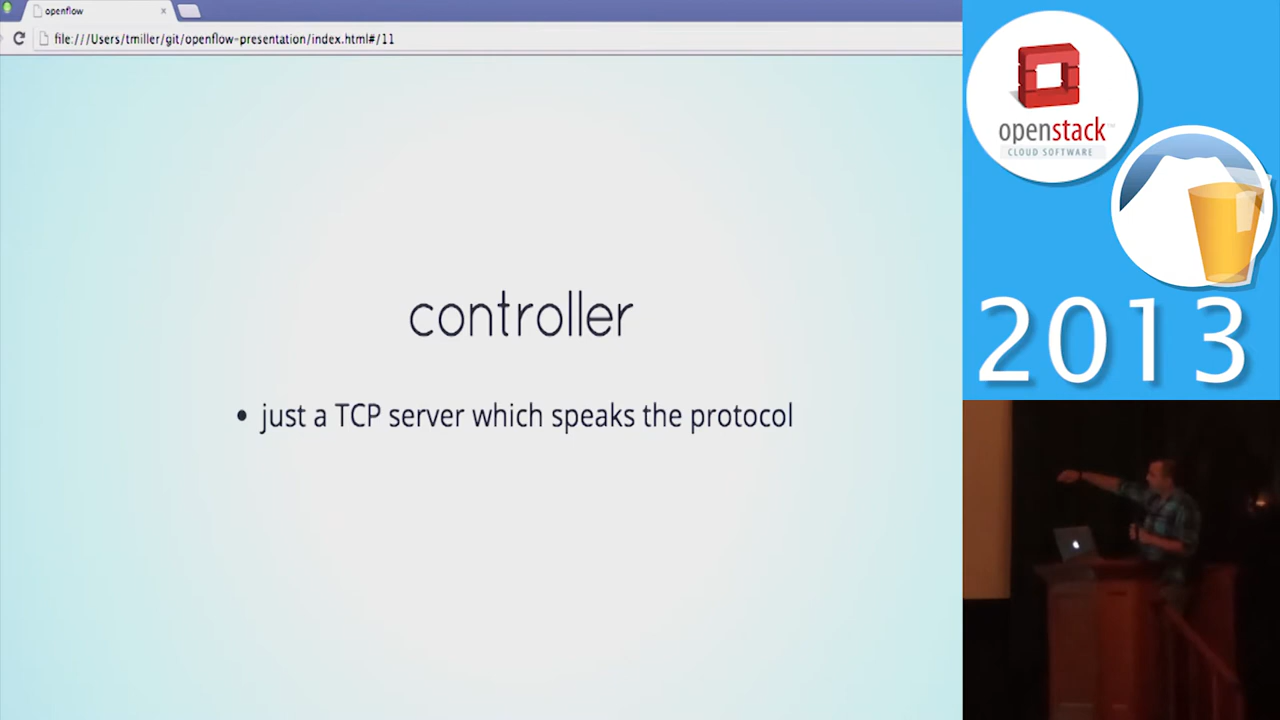 openflow
file:///Users/tmiller/git/openflow-presentation/index.html#/11
controller
• just a TCP server which speaks the protocol
openstack™
CLOUD SOFTWARE
2013